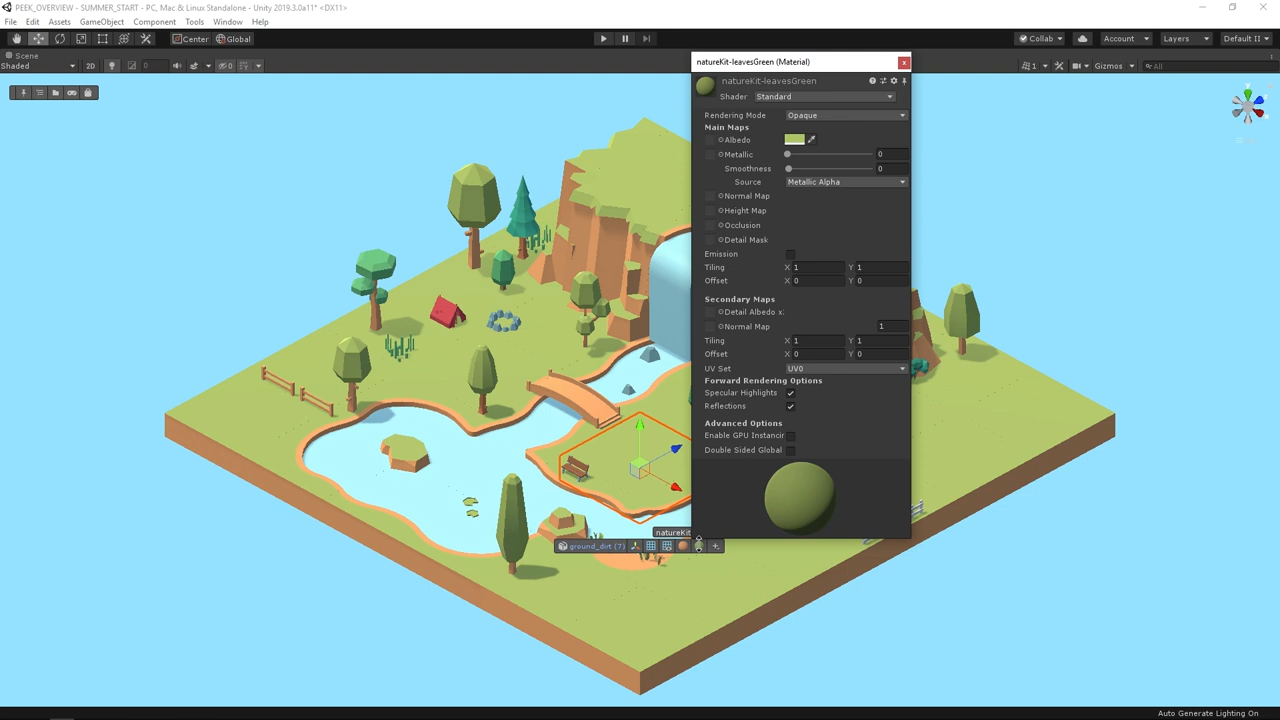 PEEK_OVERVIEW - SUMMER_START - PC, Mac & Linux Standalone - Unity 2019.3.0a11* <DX11>
File Edit Assets GameObject Component Tools Window Help
Center Global Collab Account Layers Default II
Scene
Shaded 2D 0 0 1 Gizmos All
natureKit-leavesGreen (Material)
natureKit-leavesGreen
Shader Standard
Rendering Mode Opaque
Main Maps
Albedo
Metallic 0
Smoothness 0
Source Metallic Alpha
Normal Map
Height Map
Occlusion
Detail Mask
Emission
Tiling X 1 Y 1
Offset X 0 Y 0
Secondary Maps
Detail Albedo x
Normal Map 1
Tiling X 1 Y 1
Offset X 0 Y 0
UV Set UV0
Forward Rendering Options
Specular Highlights
Reflections
Advanced Options
Enable GPU Instancin
Double Sided Global
natureKit
ground_dirt (7)
Auto Generate Lighting On